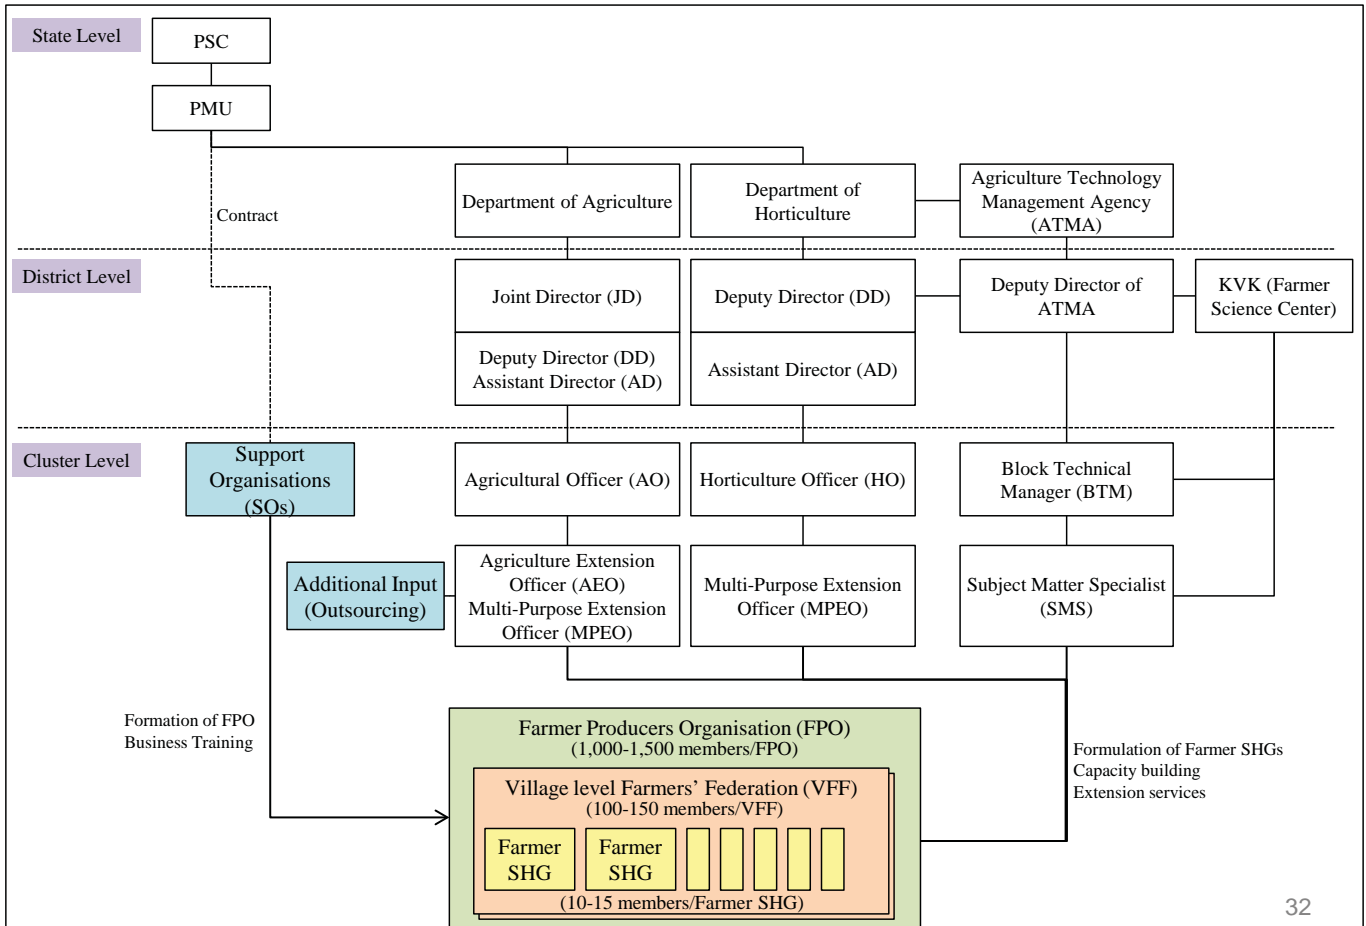 State Level
PSC
PMU
Department of Agriculture
Department of
Horticulture
Agriculture Technology
Management Agency
(ATMA)
Contract
District Level
Joint Director (JD)
Deputy Director (DD)
Deputy Director of
ATMA
KVK (Farmer
Science Center)
Deputy Director (DD)
Assistant Director (AD)
Assistant Director (AD)
Cluster Level
Support
Organisations
(SOs)
Agricultural Officer (AO)
Horticulture Officer (HO)
Block Technical
Manager (BTM)
Additional Input
(Outsourcing)
Agriculture Extension
Officer (AEO)
Multi-Purpose Extension
Officer (MPEO)
Multi-Purpose Extension
Officer (MPEO)
Subject Matter Specialist
(SMS)
Formation of FPO
Business Training
Farmer Producers Organisation (FPO)
(1,000-1,500 members/FPO)
Village level Farmers’ Federation (VFF)
(100-150 members/VFF)
Farmer
SHG
Farmer
SHG
(10-15 members/Farmer SHG)
Formulation of Farmer SHGs
Capacity building
Extension services
32